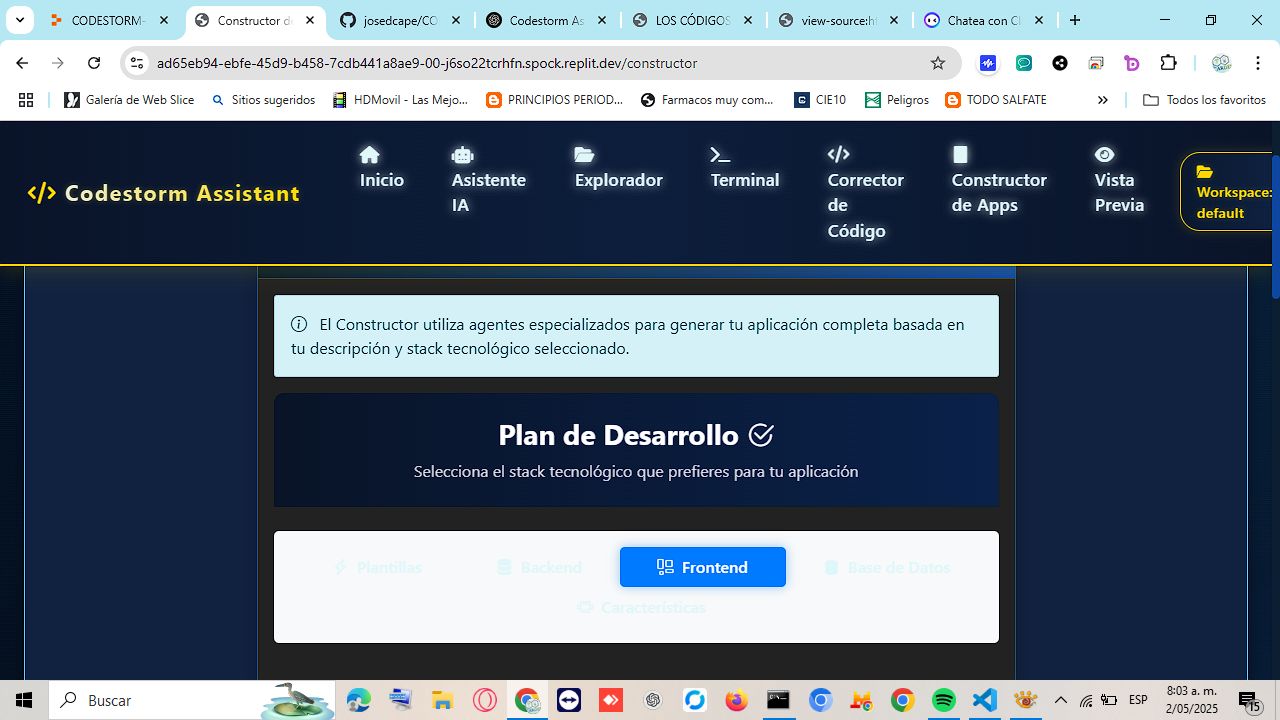 CODESTORM-
Constructor de
josedcape/CO
Codestorm As
LOS CÓDIGOS
view-source:ht
Chatea con Cl
ad65eb94-ebfe-45d9-b458-7cdb441a8ae9-00-j6so22tcrhfn.spock.replit.dev/constructor
Galería de Web Slice
Sitios sugeridos
HDMovil - Las Mejo...
PRINCIPIOS PERIOD...
Farmacos muy com...
CIE10
Peligros
TODO SALFATE
Todos los favoritos
Codestorm Assistant
Inicio
Asistente
IA
Explorador
Terminal
Corrector
de
Código
Constructor
de Apps
Vista
Previa
Workspace:
default
El Constructor utiliza agentes especializados para generar tu aplicación completa basada en
tu descripción y stack tecnológico seleccionado.
Plan de Desarrollo
Selecciona el stack tecnológico que prefieres para tu aplicación
Plantillas
Backend
Frontend
Base de Datos
Características
Buscar
ESP
8:03 a. m.
2/05/2025
15